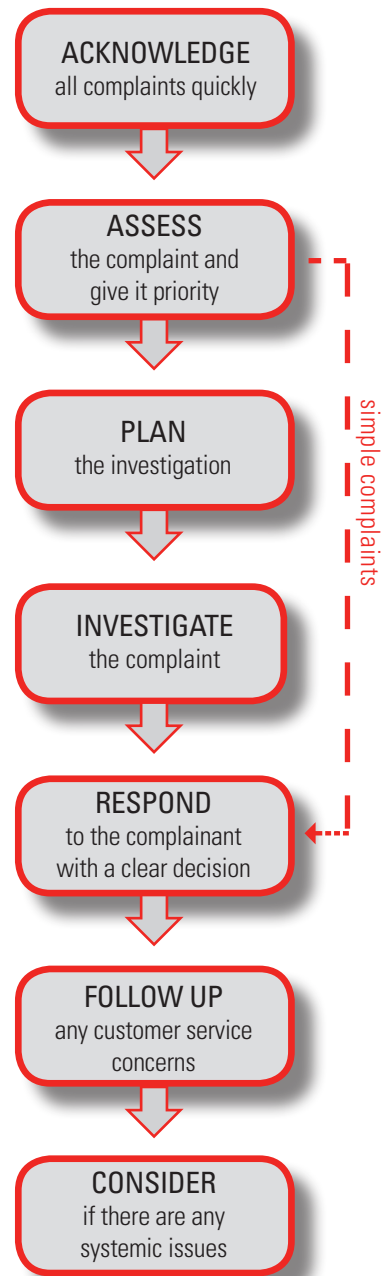 ACKNOWLEDGE
all complaints quickly
ASSESS
the complaint and
give it priority
simple complaints
PLAN
the investigation
INVESTIGATE
the complaint
RESPOND
to the complainant
with a clear decision
FOLLOW UP
any customer service
concerns
CONSIDER
if there are any
systemic issues